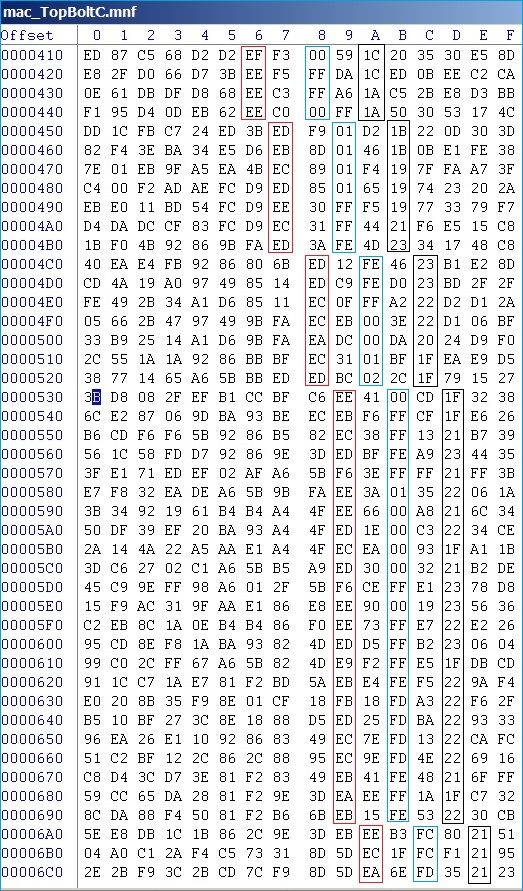 mac_TopBoltC.mnf
Offset 0 1 2 3 4 5 6 7 8 9 A B C D E F
0000410 ED 87 C5 68 D2 D2 EF F3 00 59 1C 20 35 30 E5 8D
0000420 E8 2F D0 66 D7 3B EE F5 FF DA 1C ED 0B EE C2 CA
0000430 0E 61 DB DF D8 68 EE C3 FF A6 1A C5 2B E8 D3 BB
0000440 F1 95 D4 0D EB 62 EE C0 00 FF 1A 50 30 53 17 4C
0000450 DD 1C FB C7 24 ED 3B ED F9 01 D2 1B 22 0D 30 3D
0000460 82 F4 3E BA 34 E5 D6 EB 8D 01 46 1B 0B E1 FE 38
0000470 7E 01 EB 9F A5 EA 4B EC 89 01 F4 19 7F FA A7 3F
0000480 C4 00 F2 AD AE FC D9 ED 85 01 65 19 74 23 20 2A
0000490 EB E0 11 BD 54 FC D9 EE 30 FF F5 19 77 33 79 F7
00004A0 D4 DA DC CF 83 FC D9 EC 31 FF 44 21 F6 E5 15 C8
00004B0 1B F0 4B 92 86 9B FA ED 3A FE 4D 23 34 17 48 C8
00004C0 40 EA E4 FB 92 86 80 6B ED 12 FE 46 23 B1 E2 8D
00004D0 CD 4A 19 A0 97 49 85 14 ED C9 FE D0 23 BD 2F 2F
00004E0 FE 49 2B 34 A1 D6 85 11 EC 0F FF A2 22 D2 D1 2A
00004F0 05 66 2B 47 97 49 9B FA EC EB 00 3E 22 D1 06 BF
0000500 33 B9 25 14 A1 D6 9B FA EA DC 00 DA 20 24 D9 F0
0000510 2C 55 1A 1A 92 86 BB BF EC 31 01 BF 1F EA E9 D5
0000520 38 77 14 65 A6 5B BB ED ED BC 02 2C 1F 79 15 27
0000530 3B D8 08 2F EF B1 CC BF C6 EE 41 00 CD 1F 32 38
0000540 6C E2 87 06 9D BA 93 BE EC EB F6 FF CF 1F E6 26
0000550 B6 CD F6 F6 5B 92 86 B5 82 EC 38 FF 13 21 B7 39
0000560 56 1C 58 FD D7 92 86 9E 3D ED BF FE A9 23 44 35
0000570 3F E1 71 ED EF 02 AF A6 5B F6 3E FF FF 21 FF 3B
0000580 E7 F8 32 EA DE A6 5B 9B FA EE 3A 01 35 22 06 1A
0000590 3B 34 92 19 61 B4 B4 A4 4F EE 66 00 A8 21 6C 34
00005A0 50 DF 39 EF 20 BA 93 A4 4F ED 1E 00 C3 22 34 CE
00005B0 2A 14 4A 22 A5 AA E1 A4 4F EC EA 00 93 1F A1 1B
00005C0 3D C6 27 02 C1 A6 5B B5 A9 ED 30 00 32 21 B2 DE
00005D0 45 C9 9E FF 98 A6 01 2F 5B F6 CE FF E1 23 78 D8
00005E0 15 F9 AC 31 9F AA E1 86 E8 EE 90 00 19 23 56 36
00005F0 C2 EB 8C 1A 0E B4 B4 86 F0 EE 73 FF E7 22 E2 26
0000600 95 CD 8E F8 1A BA 93 82 4D ED D5 FF B2 23 06 04
0000610 99 C0 2C FF 67 A6 5B 82 4D E9 F2 FF E5 1F DB CD
0000620 91 1C C7 1A E7 81 F2 BD 5A EB E4 FE F5 22 9A F4
0000630 E0 20 8B 35 F9 8E 01 CF 18 FB 18 FD A3 22 F6 2F
0000640 B5 10 BF 27 3C 8E 18 88 D5 ED 25 FD BA 22 93 33
0000650 96 EA 26 E1 10 92 86 83 49 EC 7E FD 13 22 CA FC
0000660 51 C2 BF 12 2C 86 2C 88 95 EC 9E FD 4E 22 69 16
0000670 C8 D4 3C D7 3E 81 F2 83 49 EB 41 FE 48 21 6F FF
0000680 59 CC 65 DA 28 81 F2 9E 3D EA EE FF 1A 1F C7 32
0000690 8C DA 88 F4 50 81 F2 B6 6B EB 15 FE 53 22 30 CB
00006A0 5E E8 DB 1C 1B 86 2C 9E 3D EB EE B3 FC 80 21 51
00006B0 04 A0 C1 2A F4 C5 73 31 8D 5D EC 1F FC F1 21 95
00006C0 2E 2B F9 3C 2B CD 7C F9 8D 5D EA 6E FD 35 21 23